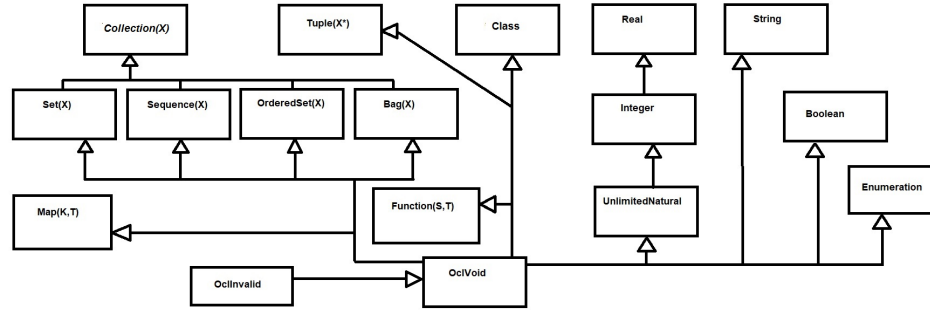 Collection(X)
Tuple(X*)
Class
Real
String
Set(X)
Sequence(X)
OrderedSet(X)
Bag(X)
Integer
Boolean
Map(K,T)
Function(S,T)
UnlimitedNatural
Enumeration
OclInvalid
OclVoid